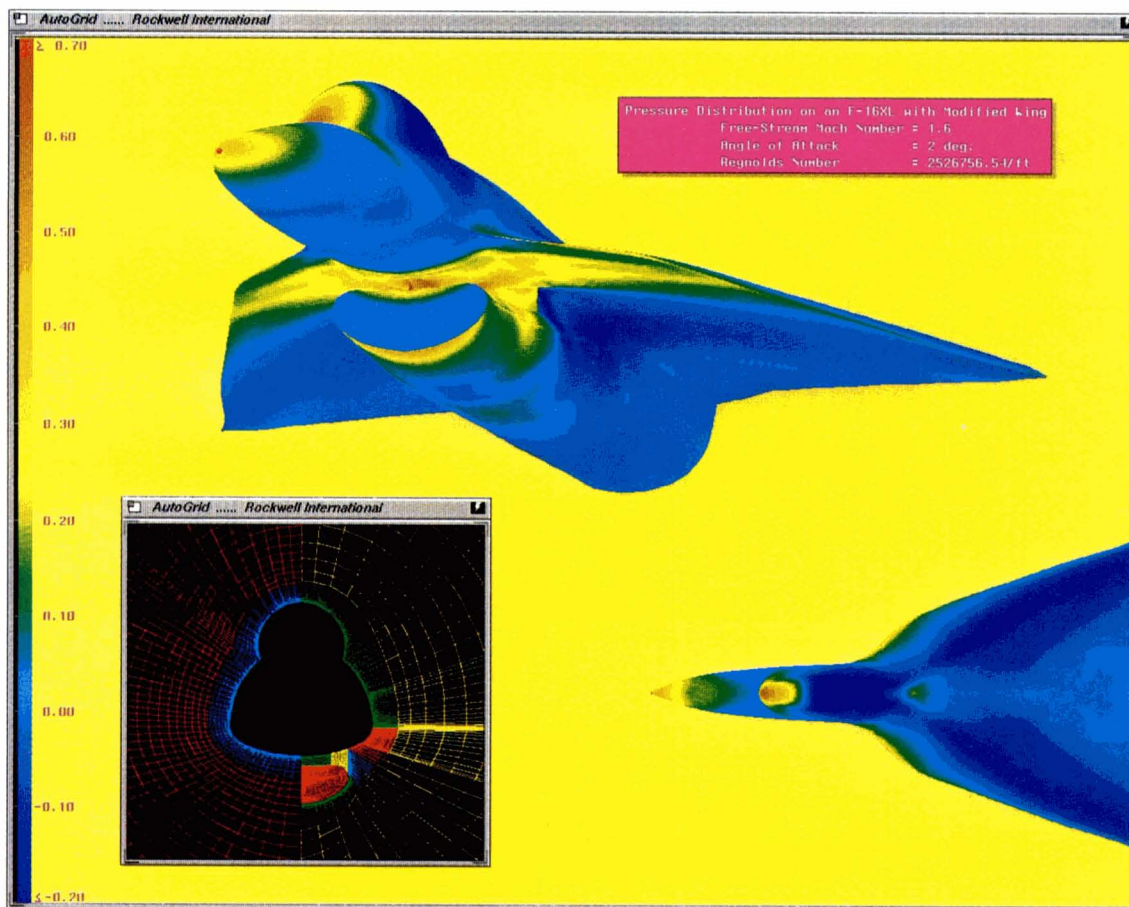 AutoGrid ...... Rockwell International
≥ 0.70
0.60
0.50
0.40
0.30
0.20
0.10
0.00
-0.10
≤-0.20
Pressure Distribution on an F-16XL with Modified Wing
Free-Stream Mach Number = 1.6
Angle of Attack = 2 deg.
Reynolds Number = 2526756.54/ft
AutoGrid ...... Rockwell International